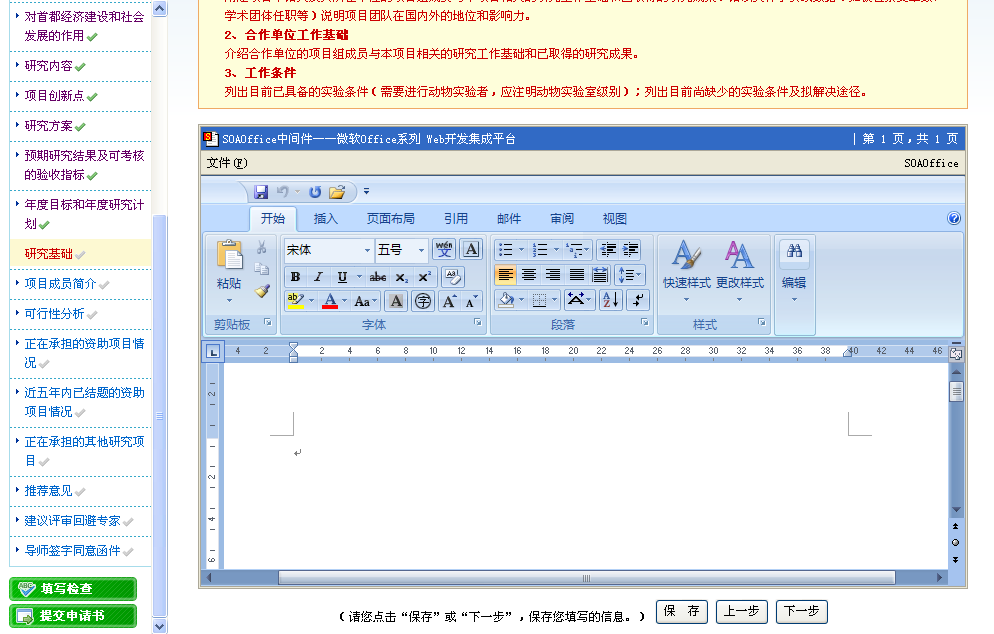 对首都经济建设和社会
发展的作用
研究内容
项目创新点
研究方案
预期研究结果及可考核
的验收指标
年度目标和年度研究计
划
研究基础
项目成员简介
可行性分析
正在承担的资助项目情
况
近五年内已结题的资助
项目情况
正在承担的其他研究项
目
推荐意见
建议评审回避专家
导师签字同意函件
填写检查
提交申请书
学术团体任职等）说明项目团队在国内外的地位和影响力。
2、合作单位工作基础
介绍合作单位的项目组成员与本项目相关的研究工作基础和已取得的研究成果。
3、工作条件
列出目前已具备的实验条件（需要进行动物实验者，应注明动物实验室级别）；列出目前尚缺少的实验条件及拟解决途径。
SOAOffice中间件——微软Office系列 Web开发集成平台 | 第 1 页，共 1 页
文件(F) SOAOffice
开始 插入 页面布局 引用 邮件 审阅 视图
宋体 五号 wén 文 A
粘贴 B I U abc x₂ x² 快速样式 更改样式 编辑
ab A Aa A 字 A A
剪贴板 字体 段落 样式
L 4 2 2 4 6 8 10 12 14 16 18 20 22 24 26 28 30 32 34 36 38 40 42 44 46
2
2
4
6
（请您点击“保存”或“下一步”，保存您填写的信息。） 保 存 上一步 下一步